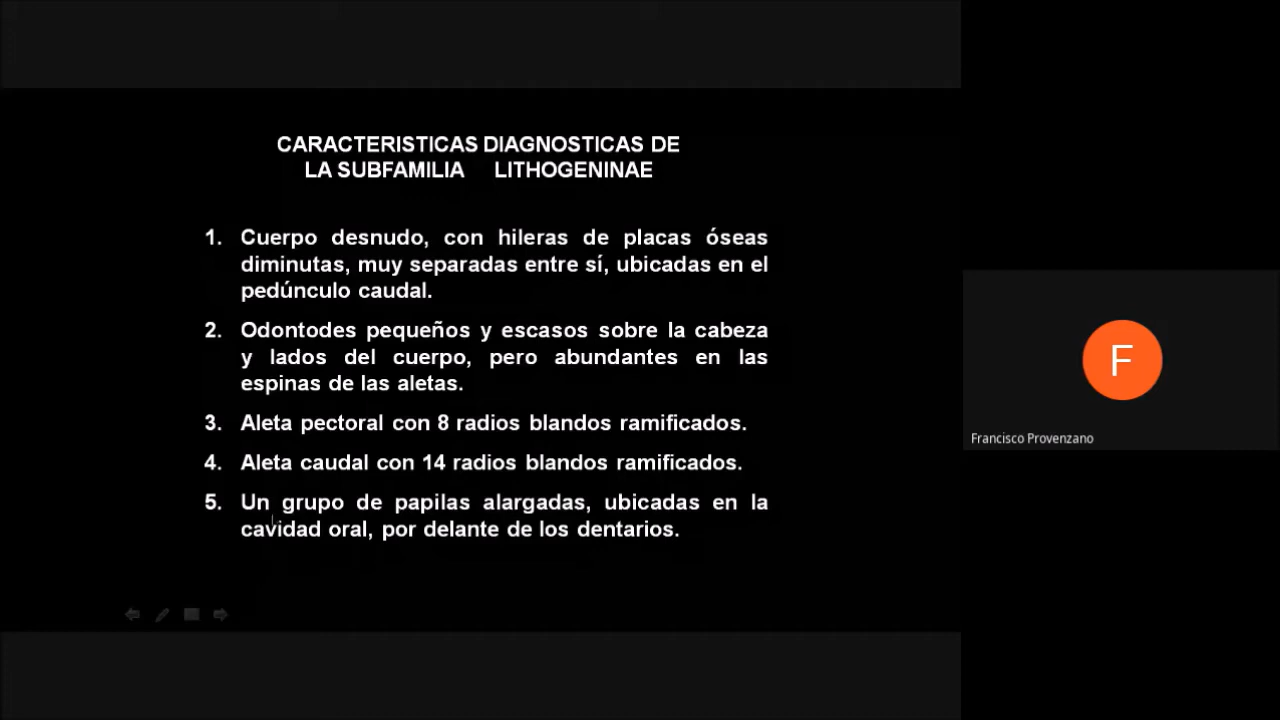 CARACTERISTICAS DIAGNOSTICAS DE
LA SUBFAMILIA LITHOGENINAE
1. Cuerpo desnudo, con hileras de placas óseas
diminutas, muy separadas entre sí, ubicadas en el
pedúnculo caudal.
2. Odontodes pequeños y escasos sobre la cabeza
y lados del cuerpo, pero abundantes en las
espinas de las aletas.
3. Aleta pectoral con 8 radios blandos ramificados.
4. Aleta caudal con 14 radios blandos ramificados.
5. Un grupo de papilas alargadas, ubicadas en la
cavidad oral, por delante de los dentarios.
F
Francisco Provenzano